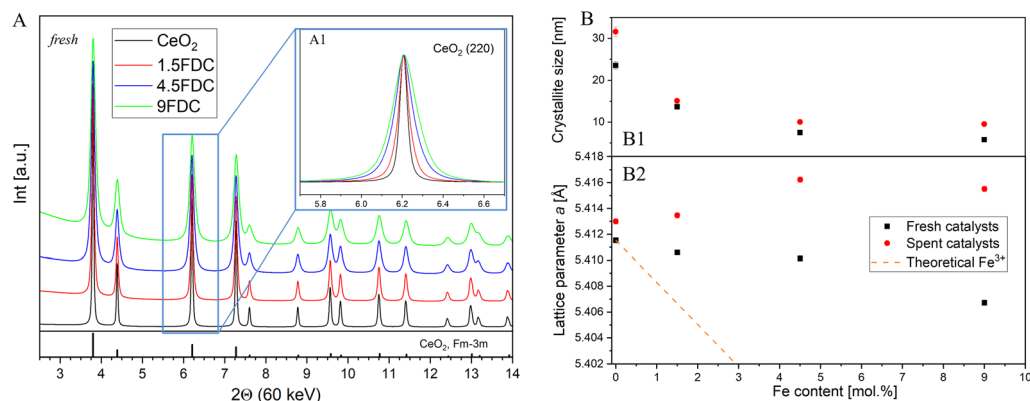 A
fresh
CeO₂
1.5FDC
4.5FDC
9FDC
A1
CeO₂ (220)
5.8 6.0 6.2 6.4 6.6
Int [a.u.]
CeO₂, Fm-3m
3 4 5 6 7 8 9 10 11 12 13 14
2Θ (60 keV)
B
Crystallite size [nm]
30
20
10
B1
5.418
B2
5.416
5.414
5.412
5.410
5.408
5.406
5.404
5.402
Lattice parameter a [Å]
Fresh catalysts
Spent catalysts
Theoretical Fe³⁺
0 1 2 3 4 5 6 7 8 9 10
Fe content [mol.%]